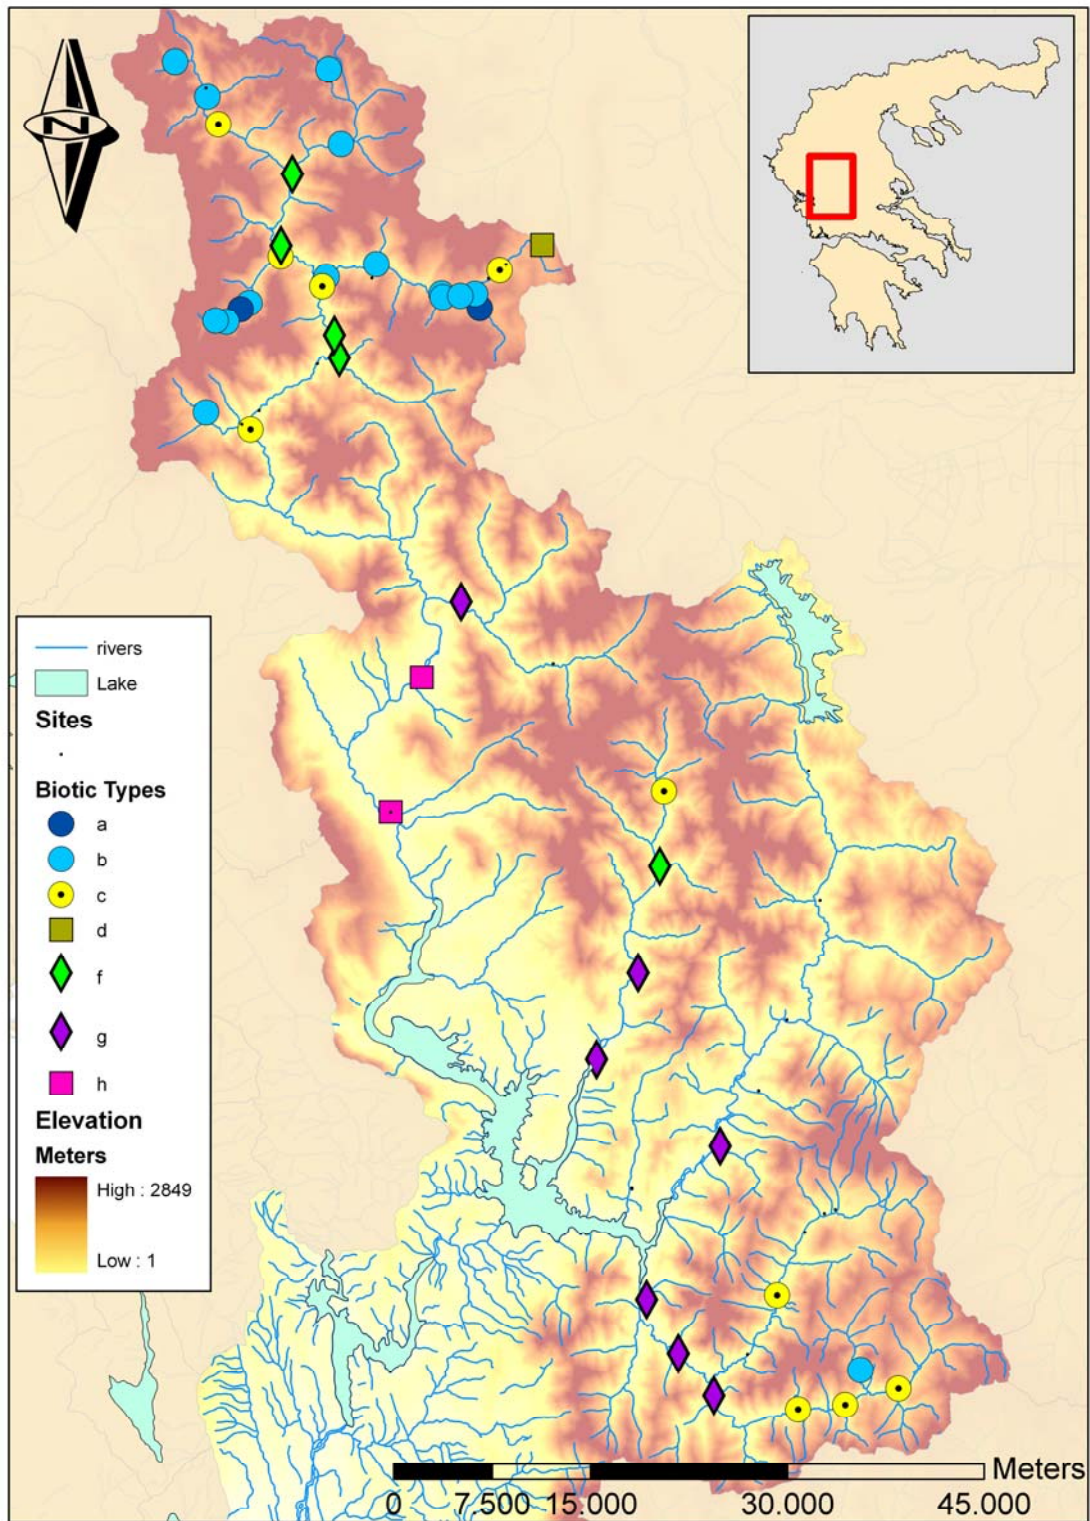 N
rivers
Lake
Sites
Biotic Types
a
b
c
d
f
g
h
Elevation
Meters
High : 2849
Low : 1
Meters
0 7.500 15.000 30.000 45.000